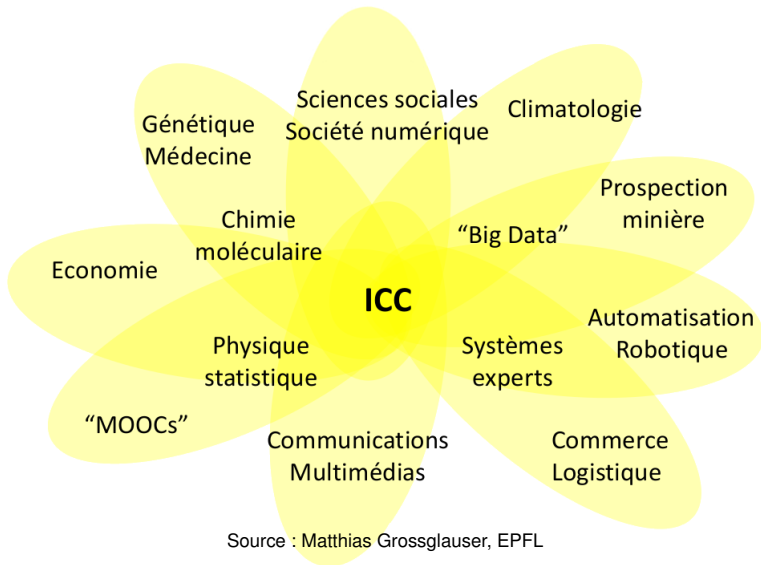 Sciences sociales
Société numérique
Climatologie
Génétique
Médecine
Prospection
minière
Chimie
moléculaire
“Big Data”
Economie
ICC
Automatisation
Robotique
Physique
statistique
Systèmes
experts
“MOOCs”
Communications
Multimédias
Commerce
Logistique
Source : Matthias Grossglauser, EPFL